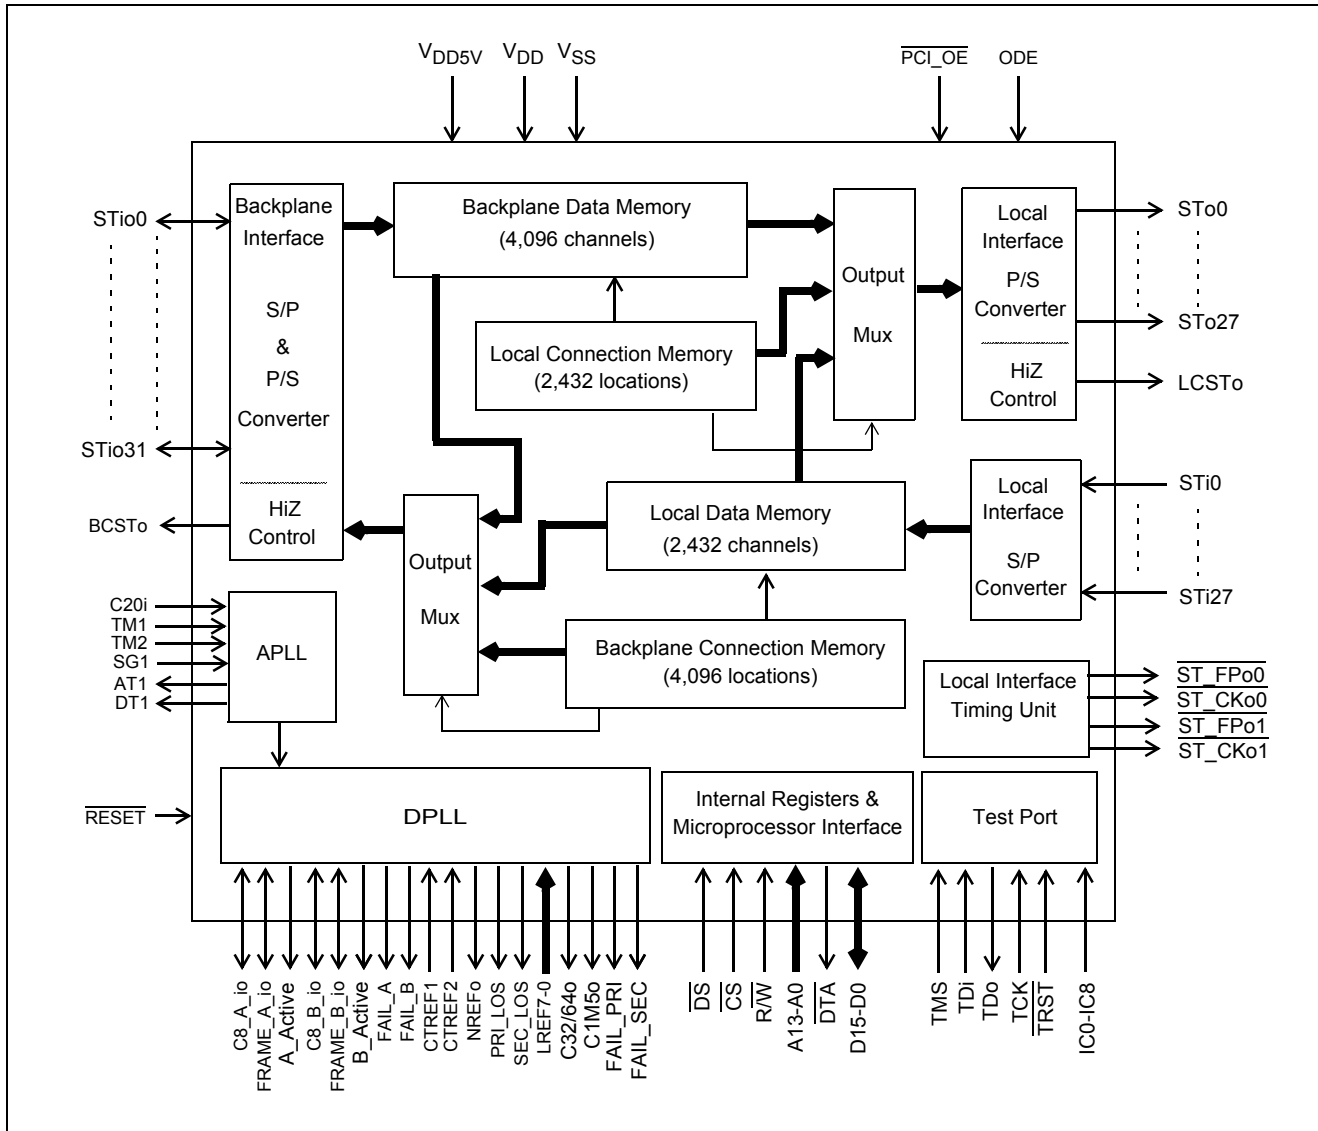 VDD5V VDD VSS PCI_OE ODE
STio0
STio31
BCSTo
Backplane
Interface
S/P
&
P/S
Converter
HiZ
Control
Backplane Data Memory
(4,096 channels)
Local Connection Memory
(2,432 locations)
Output
Mux
Local
Interface
P/S
Converter
HiZ
Control
STo0
STo27
LCSTo
Output
Mux
Local Data Memory
(2,432 channels)
Backplane Connection Memory
(4,096 locations)
Local
Interface
S/P
Converter
STi0
STi27
C20i
TM1
TM2
SG1
AT1
DT1
APLL
Local Interface
Timing Unit
ST_FPo0
ST_CKo0
ST_FPo1
ST_CKo1
RESET
DPLL
Internal Registers &
Microprocessor Interface
Test Port
C8_A_io
FRAME_A_io
A_Active
C8_B_io
FRAME_B_io
B_Active
FAIL_A
FAIL_B
CTREF1
CTREF2
NREFo
PRI_LOS
SEC_LOS
LREF7-0
C32/64o
C1M5o
FAIL_PRI
FAIL_SEC
DS
CS
R/W
A13-A0
DTA
D15-D0
TMS
TDi
TDo
TCK
TRST
IC0-IC8